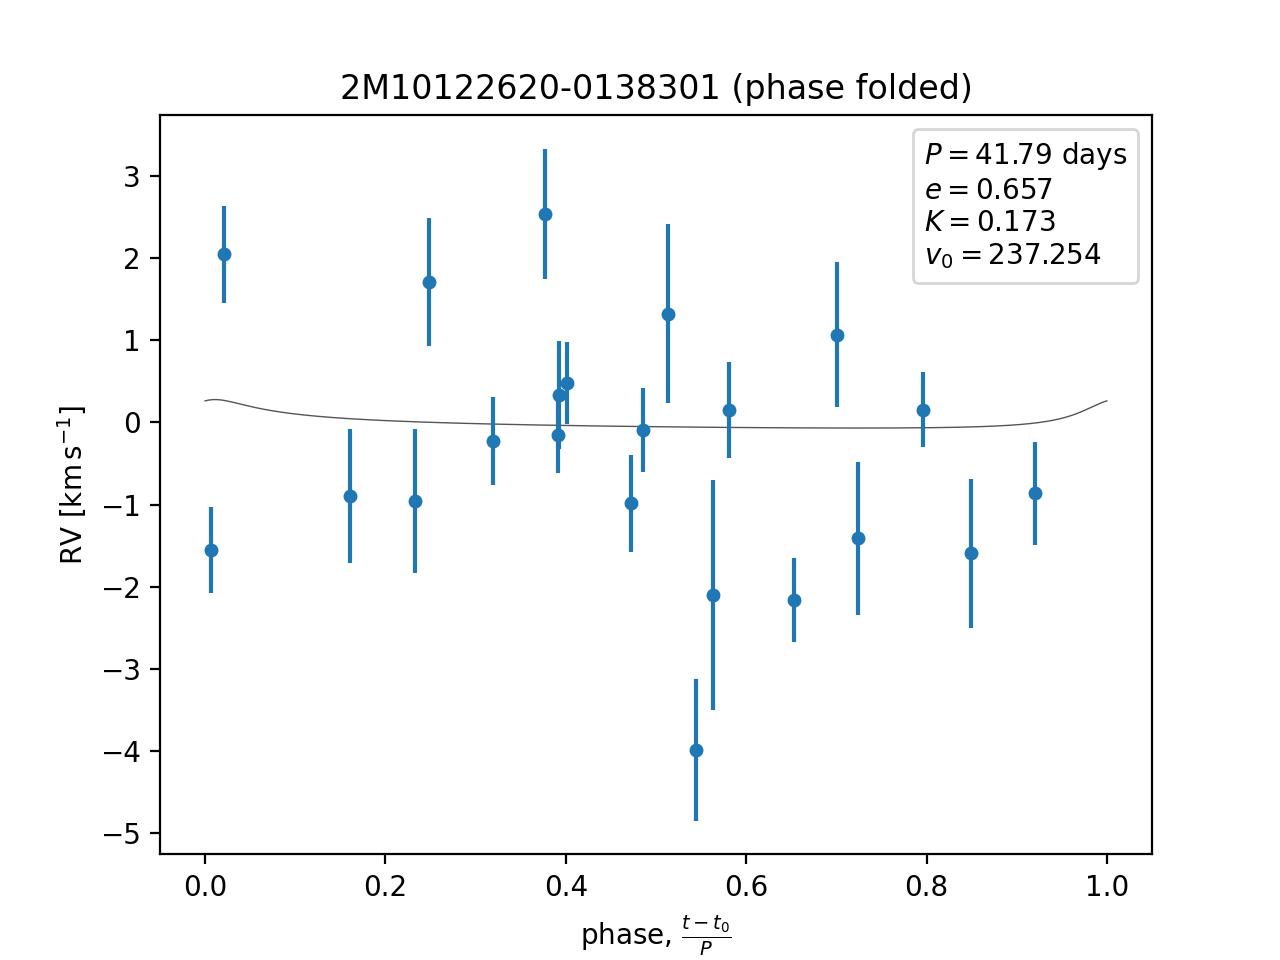 2M10122620-0138301 (phase folded)
P = 41.79 days
e = 0.657
K = 0.173
v₀ = 237.254
3
2
1
0
−1
−2
−3
−4
−5
RV [km s⁻¹]
0.0 0.2 0.4 0.6 0.8 1.0
phase, (t − t₀)/P